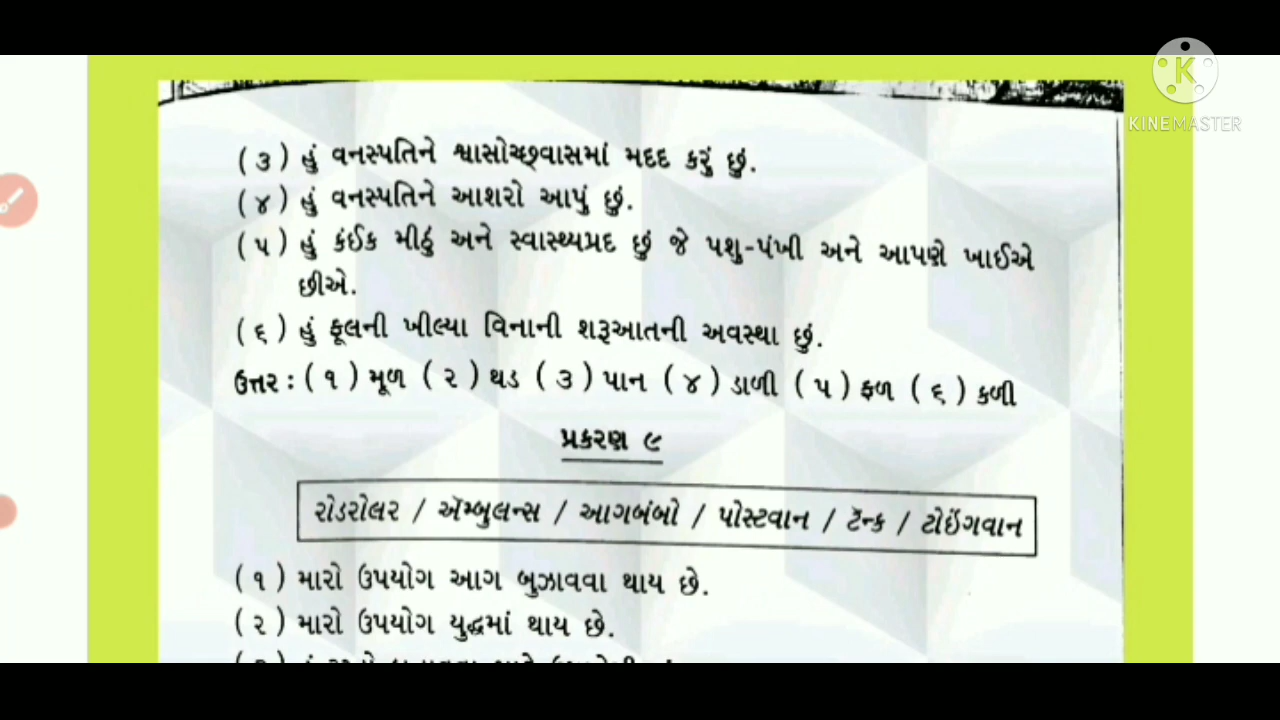 KINEMASTER
(૩) હું વનસ્પતિને શ્વાસોચ્છ્વાસમાં મદદ કરું છું.
(૪) હું વનસ્પતિને આશરો આપું છું.
(૫) હું કંઈક મીઠું અને સ્વાસ્થ્યપ્રદ છું જે પશુ-પંખી અને આપણે ખાઈએ
છીએ.
(૬) હું ફૂલની ખીલ્યા વિનાની શરૂઆતની અવસ્થા છું.
ઉત્તર : (૧) મૂળ (૨) થડ (૩) પાન (૪) ડાળી (૫) ફળ (૬) કળી
પ્રકરણ ૯
રોડરોલર / ઍમ્બુલન્સ / આગબંબો / પોસ્ટવાન / ટૅન્ક / ટોઇંગવાન
(૧) મારો ઉપયોગ આગ બુઝાવવા થાય છે.
(૨) મારો ઉપયોગ યુદ્ધમાં થાય છે.